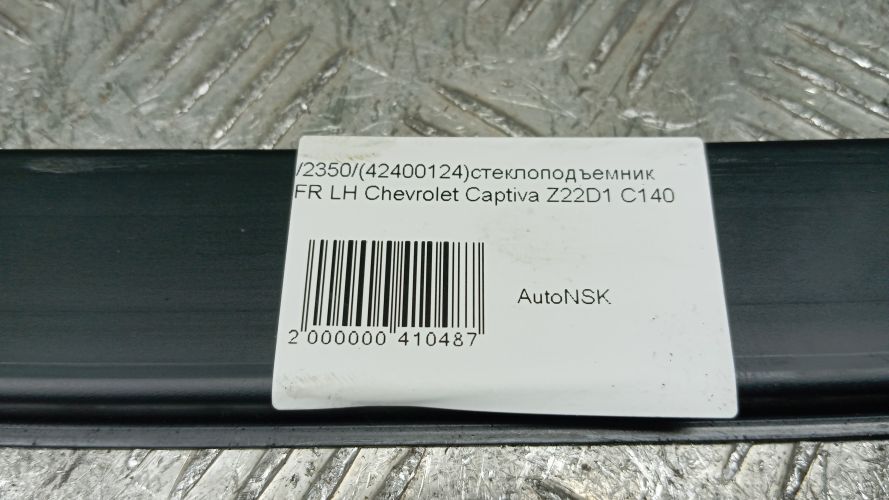 /2350/(42400124)стеклоподъемник
FR LH Chevrolet Captiva Z22D1 C140
AutoNSK
2 000000 410487